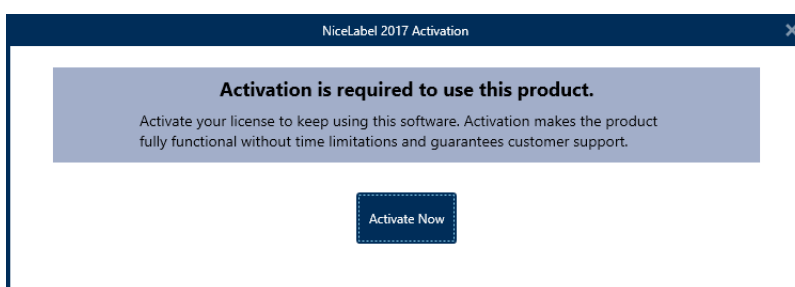 NiceLabel 2017 Activation
Activation is required to use this product.
Activate your license to keep using this software. Activation makes the product
fully functional without time limitations and guarantees customer support.
Activate Now